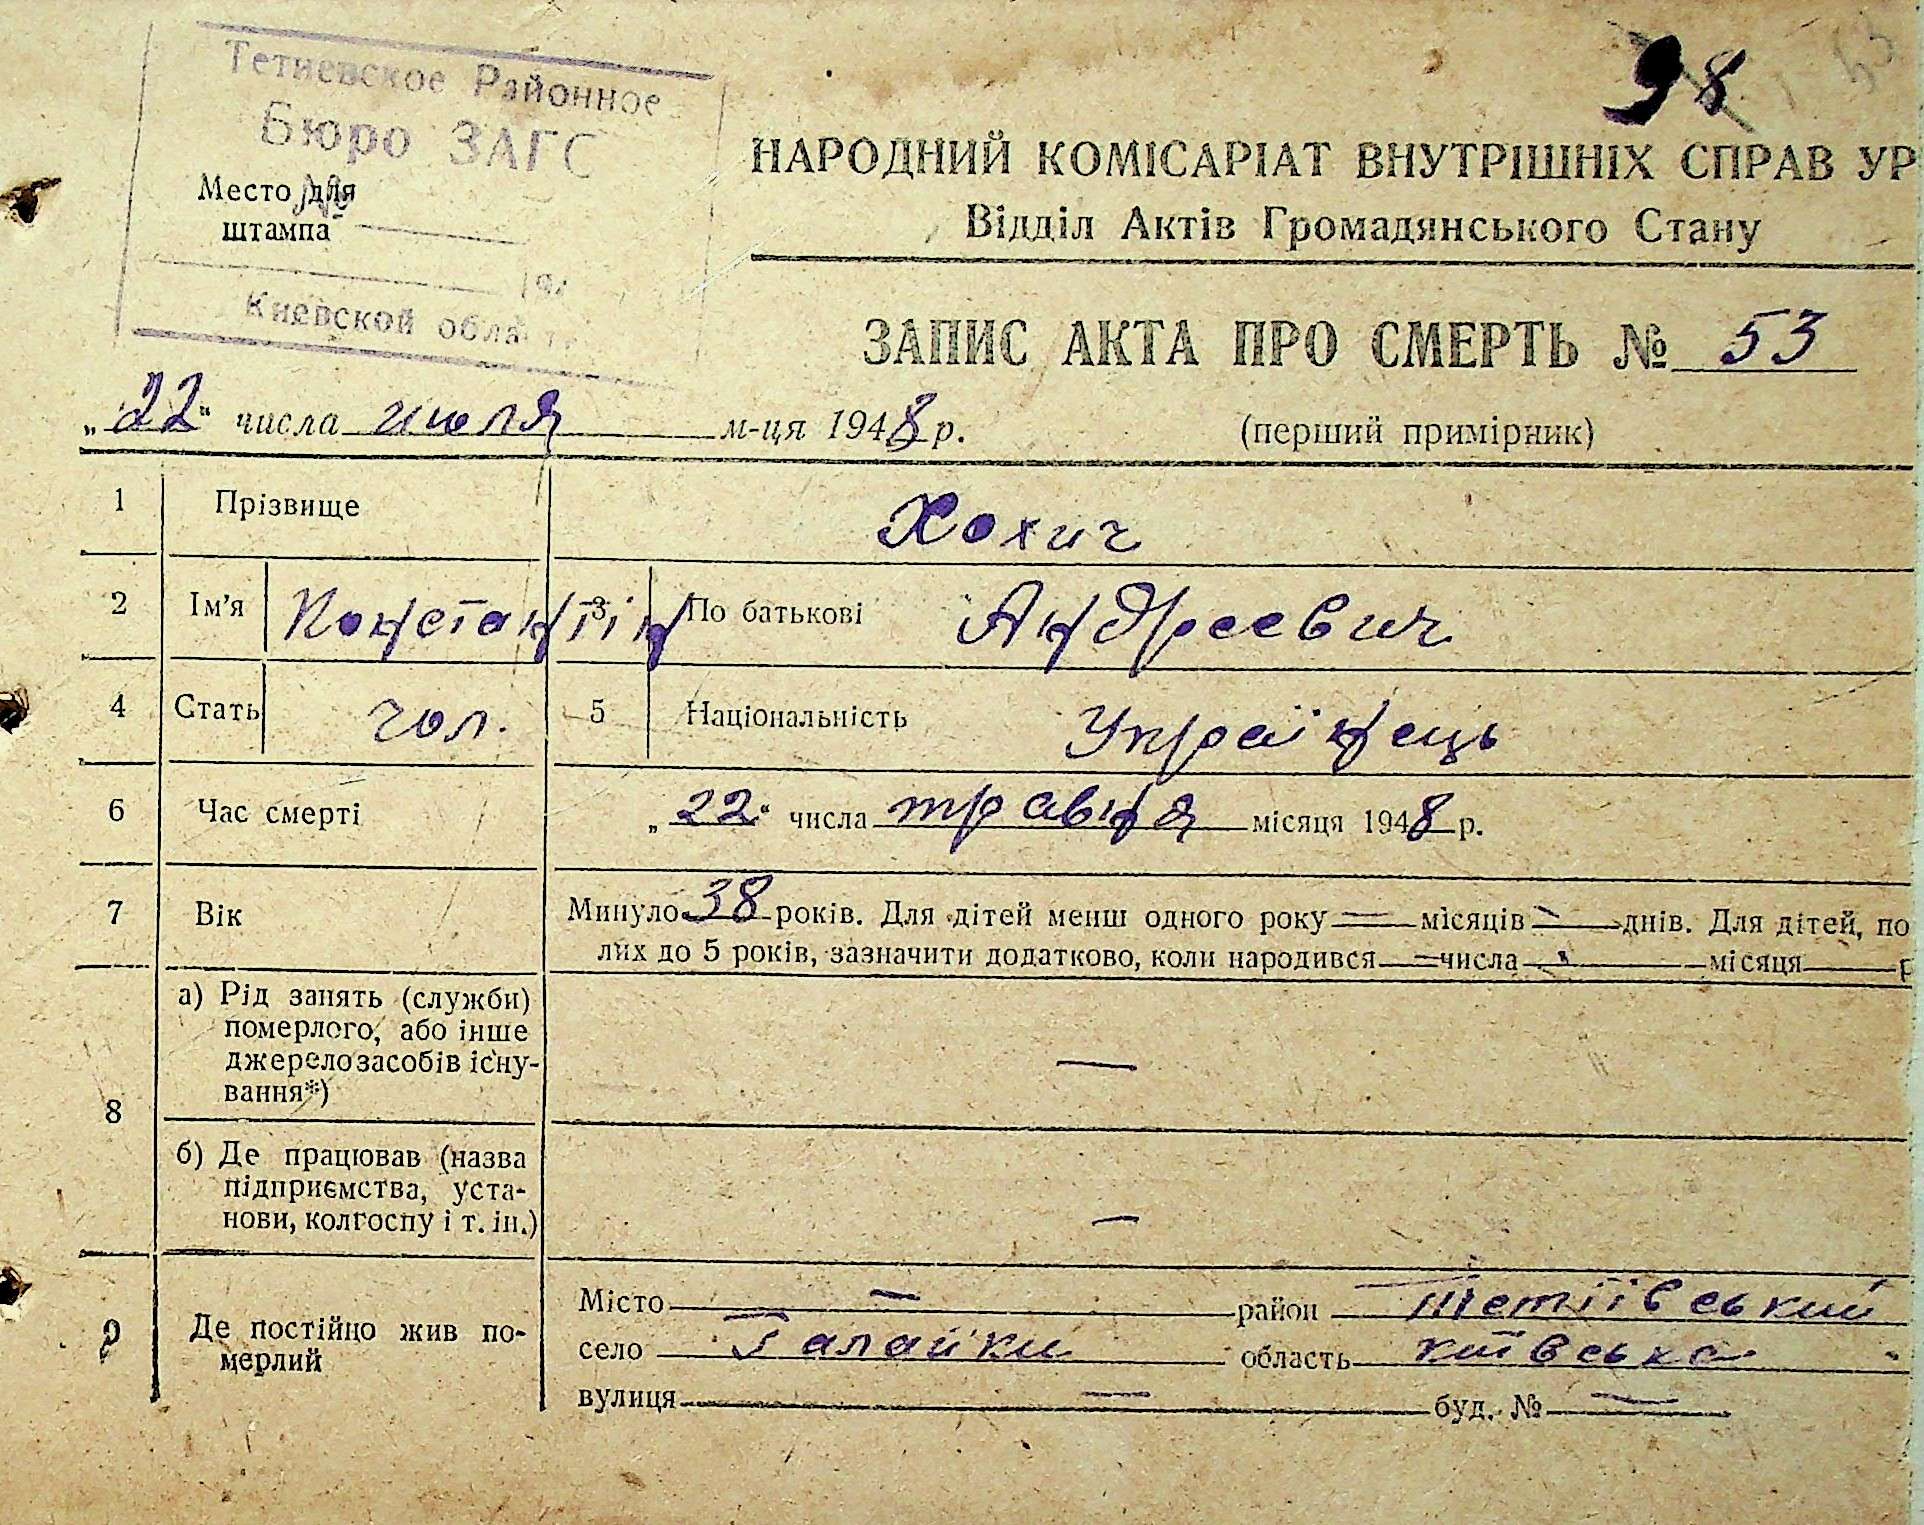 98
Тетиевское Районное
Бюро ЗАГС
Место для
штампа
№
Киевской обла
НАРОДНИЙ КОМІСАРІАТ ВНУТРІШНІХ СПРАВ УР
Відділ Актів Громадянського Стану
ЗАПИС АКТА ПРО СМЕРТЬ № 53
„22“ числа июля м-ця 1948 р. (перший примірник)
1 Прізвище Хохич
2 Ім'я Константін 3 По батькові Андреевич
4 Стать чол. 5 Національність Українець
6 Час смерті „22“ числа травня місяця 1948 р.
7 Вік Минуло 38 років. Для дітей менш одного року — місяців — днів. Для дітей, по
лих до 5 років, зазначити додатково, коли народився — числа — місяця р
8 а) Рід занять (служби)
померлого, або інше
джерело засобів існу-
вання*) —
б) Де працював (назва
підприємства, уста-
нови, колгоспу і т. ін.) —
9 Де постійно жив по-
мерлий
Місто — район Тетіївський
село Галайки область київська
вулиця — буд. № —